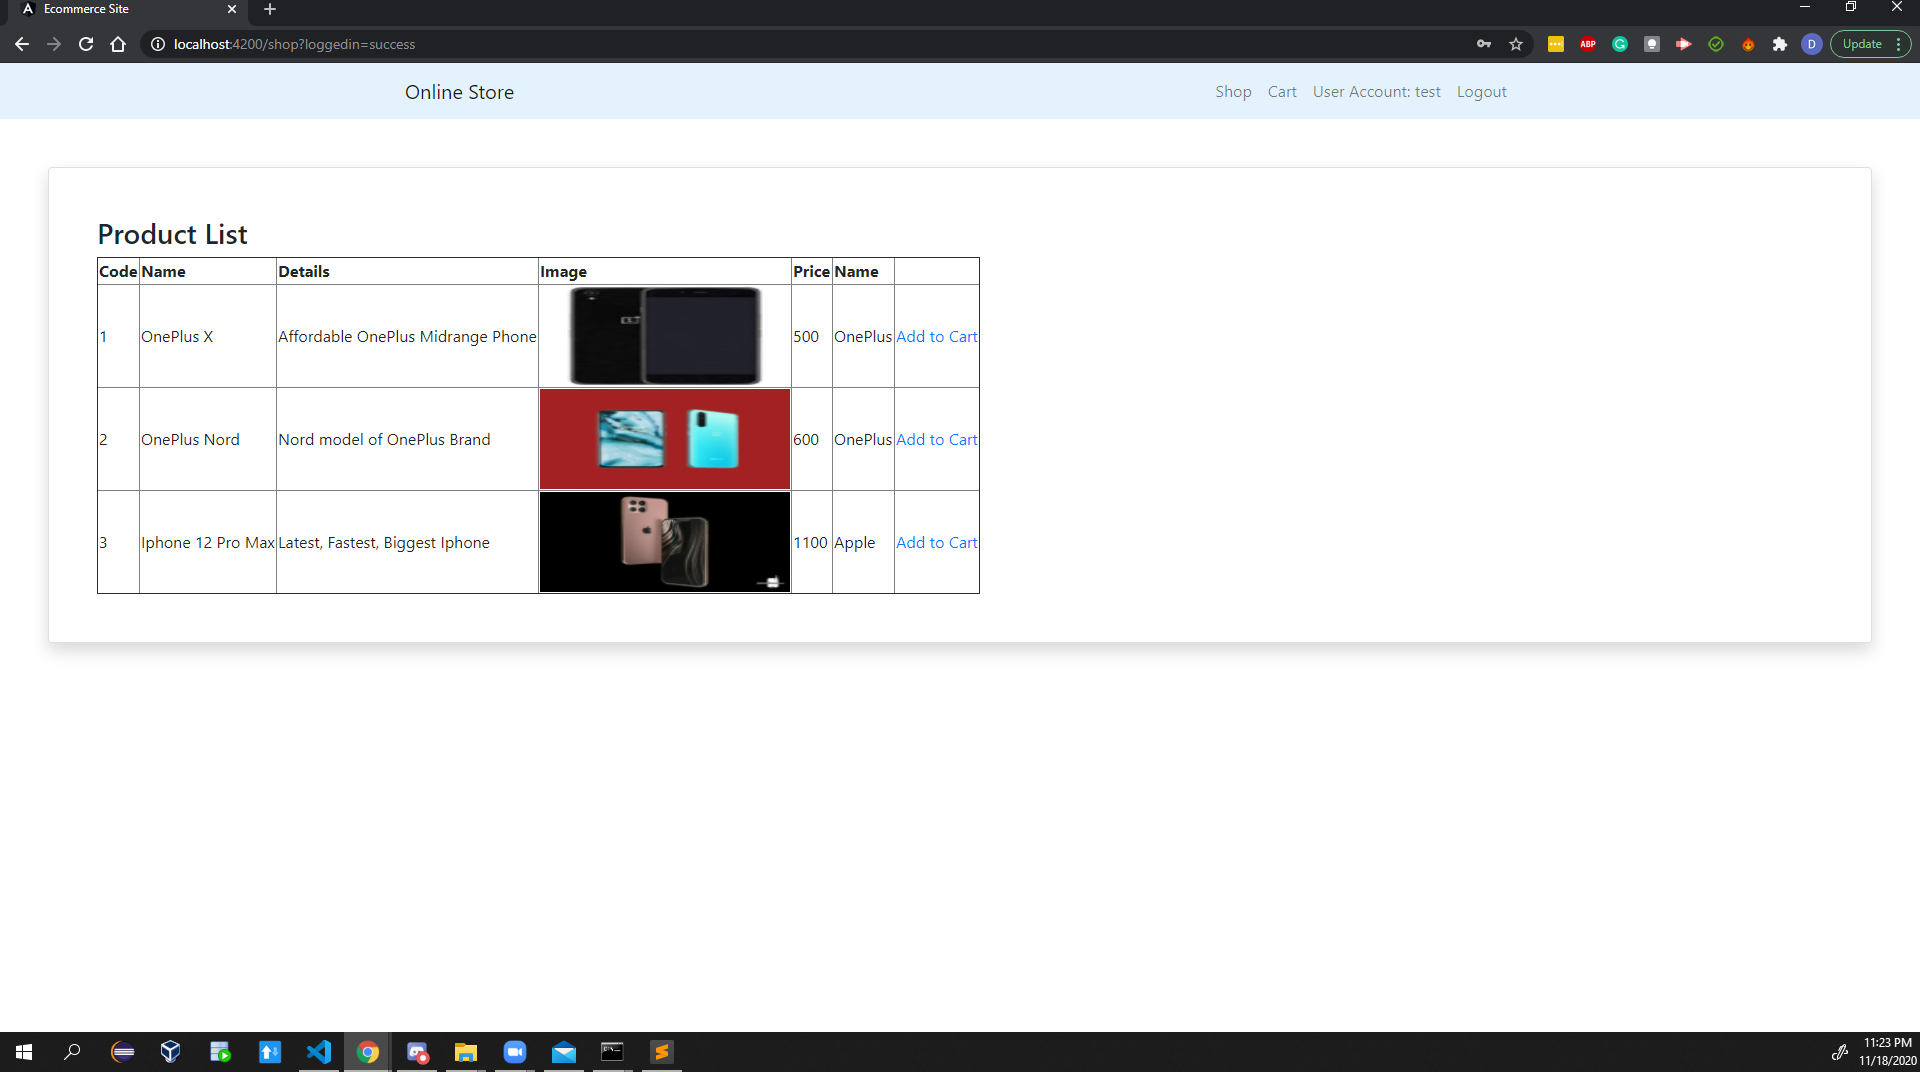 Ecommerce Site
localhost:4200/shop?loggedin=success
ABP
D
Update
Online Store
Shop Cart User Account: test Logout
Product List
Code Name Details Image Price Name
1 OnePlus X Affordable OnePlus Midrange Phone 500 OnePlus Add to Cart
2 OnePlus Nord Nord model of OnePlus Brand 600 OnePlus Add to Cart
3 Iphone 12 Pro Max Latest, Fastest, Biggest Iphone 1100 Apple Add to Cart
11:23 PM
11/18/2020